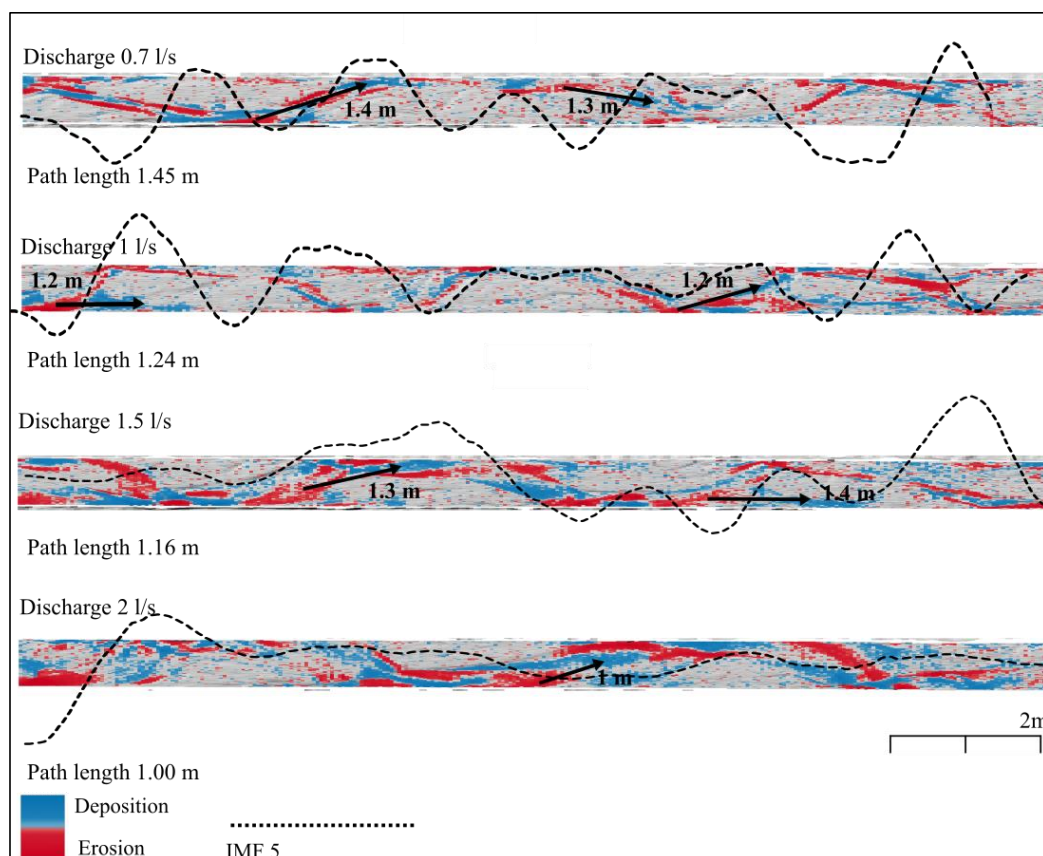 Discharge 0.7 l/s
1.4 m
1.3 m
Path length 1.45 m
Discharge 1 l/s
1.2 m
1.2 m
Path length 1.24 m
Discharge 1.5 l/s
1.3 m
1.4 m
Path length 1.16 m
Discharge 2 l/s
1 m
2m
Path length 1.00 m
Deposition
Erosion
IMF 5